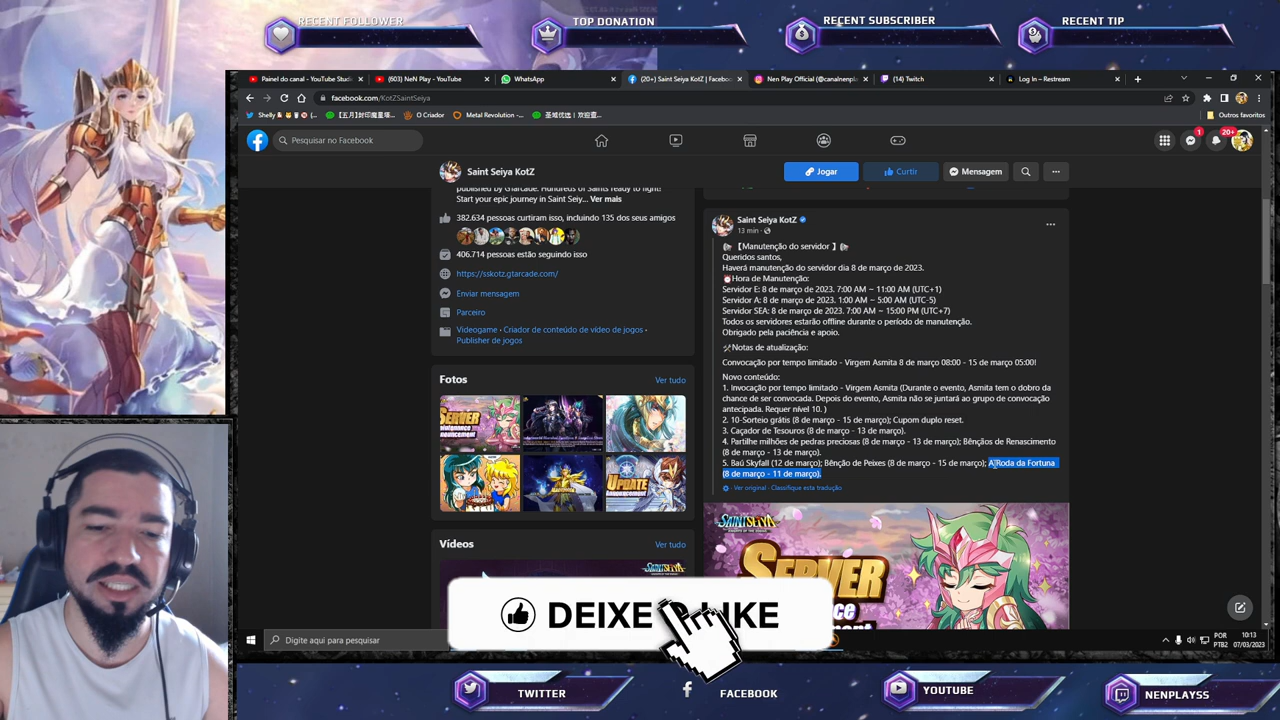 RECENT FOLLOWER
TOP DONATION
RECENT SUBSCRIBER
RECENT TIP
Painel do canal - YouTube Studi
(603) NeN Play - YouTube
WhatsApp
(20+) Saint Seiya KotZ | Faceboo
Nen Play Official (@canalnenpla
(14) Twitch
Log In – Restream
facebook.com/KotZSaintSeiya
O Criador
Metal Revolution -...
Outros favoritos
Pesquisar no Facebook
1
20+
Saint Seiya KotZ
Jogar
Curtir
Mensagem
published by Gtarcade. Hundreds of Saints ready to fight!
Start your epic journey in Saint Seiy... Ver mais
382.634 pessoas curtiram isso, incluindo 135 dos seus amigos
406.714 pessoas estão seguindo isso
https://sskotz.gtarcade.com/
Enviar mensagem
Parceiro
Videogame · Criador de conteúdo de vídeo de jogos ·
Publisher de jogos
Fotos
Ver tudo
Vídeos
Ver tudo
Saint Seiya KotZ
13 min
【Manutenção do servidor 】
Queridos santos,
Haverá manutenção do servidor dia 8 de março de 2023.
Hora de Manutenção:
Servidor E: 8 de março de 2023. 7:00 AM ~ 11:00 AM (UTC+1)
Servidor A: 8 de março de 2023. 1:00 AM ~ 5:00 AM (UTC-5)
Servidor SEA: 8 de março de 2023. 7:00 AM ~ 15:00 PM (UTC+7)
Todos os servidores estarão offline durante o período de manutenção.
Obrigado pela paciência e apoio.
Notas de atualização:
Convocação por tempo limitado - Virgem Asmita 8 de março 08:00 - 15 de março 05:00!
Novo conteúdo:
1. Invocação por tempo limitado - Virgem Asmita (Durante o evento, Asmita tem o dobro da
chance de ser convocada. Depois do evento, Asmita não se juntará ao grupo de convocação
antecipada. Requer nível 10. )
2. 10-Sorteio grátis (8 de março - 15 de março); Cupom duplo reset.
3. Caçador de Tesouros (8 de março - 13 de março).
4. Partilhe milhões de pedras preciosas (8 de março - 13 de março); Bênçãos de Renascimento
(8 de março - 13 de março).
5. Baú Skyfall (12 de março); Bênção de Peixes (8 de março - 15 de março); A Roda da Fortuna
(8 de março - 11 de março).
Ver original · Classifique esta tradução
SAINT SEIYA
SERVER
DEIXE O LIKE
Digite aqui para pesquisar
POR
PTB2
10:13
07/03/2023
TWITTER
FACEBOOK
YOUTUBE
NENPLAYSS